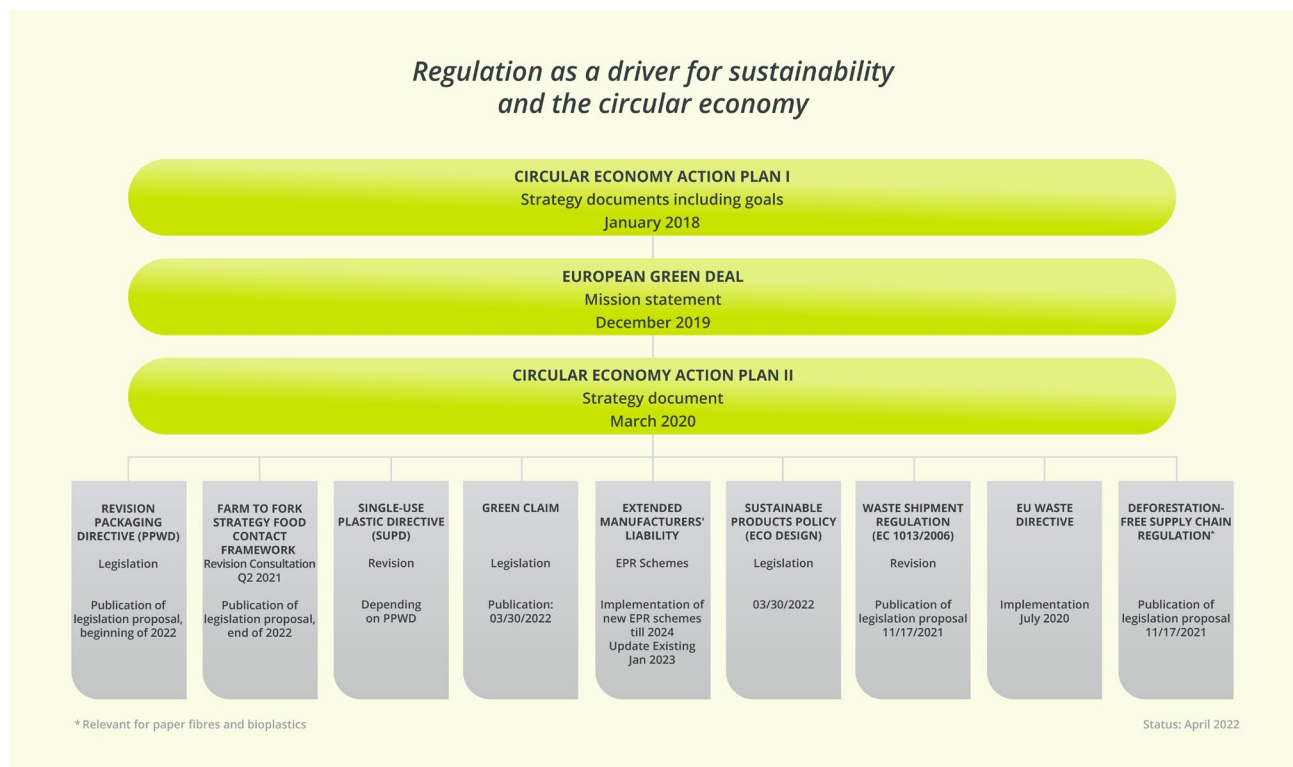 Regulation as a driver for sustainability
and the circular economy
CIRCULAR ECONOMY ACTION PLAN I
Strategy documents including goals
January 2018
EUROPEAN GREEN DEAL
Mission statement
December 2019
CIRCULAR ECONOMY ACTION PLAN II
Strategy document
March 2020
REVISION
PACKAGING
DIRECTIVE (PPWD)
Legislation
Publication of
legislation proposal,
beginning of 2022
FARM TO FORK
STRATEGY FOOD
CONTACT
FRAMEWORK
Revision Consultation
Q2 2021
Publication of
legislation proposal,
end of 2022
SINGLE-USE
PLASTIC DIRECTIVE
(SUPD)
Revision
Depending
on PPWD
GREEN CLAIM
Legislation
Publication:
03/30/2022
EXTENDED
MANUFACTURERS'
LIABILITY
EPR Schemes
Implementation of
new EPR schemes
till 2024
Update Existing
Jan 2023
SUSTAINABLE
PRODUCTS POLICY
(ECO DESIGN)
Legislation
03/30/2022
WASTE SHIPMENT
REGULATION
(EC 1013/2006)
Revision
Publication of
legislation proposal
11/17/2021
EU WASTE
DIRECTIVE
Implementation
July 2020
DEFORESTATION-
FREE SUPPLY CHAIN
REGULATION*
Publication of
legislation proposal
11/17/2021
* Relevant for paper fibres and bioplastics
Status: April 2022